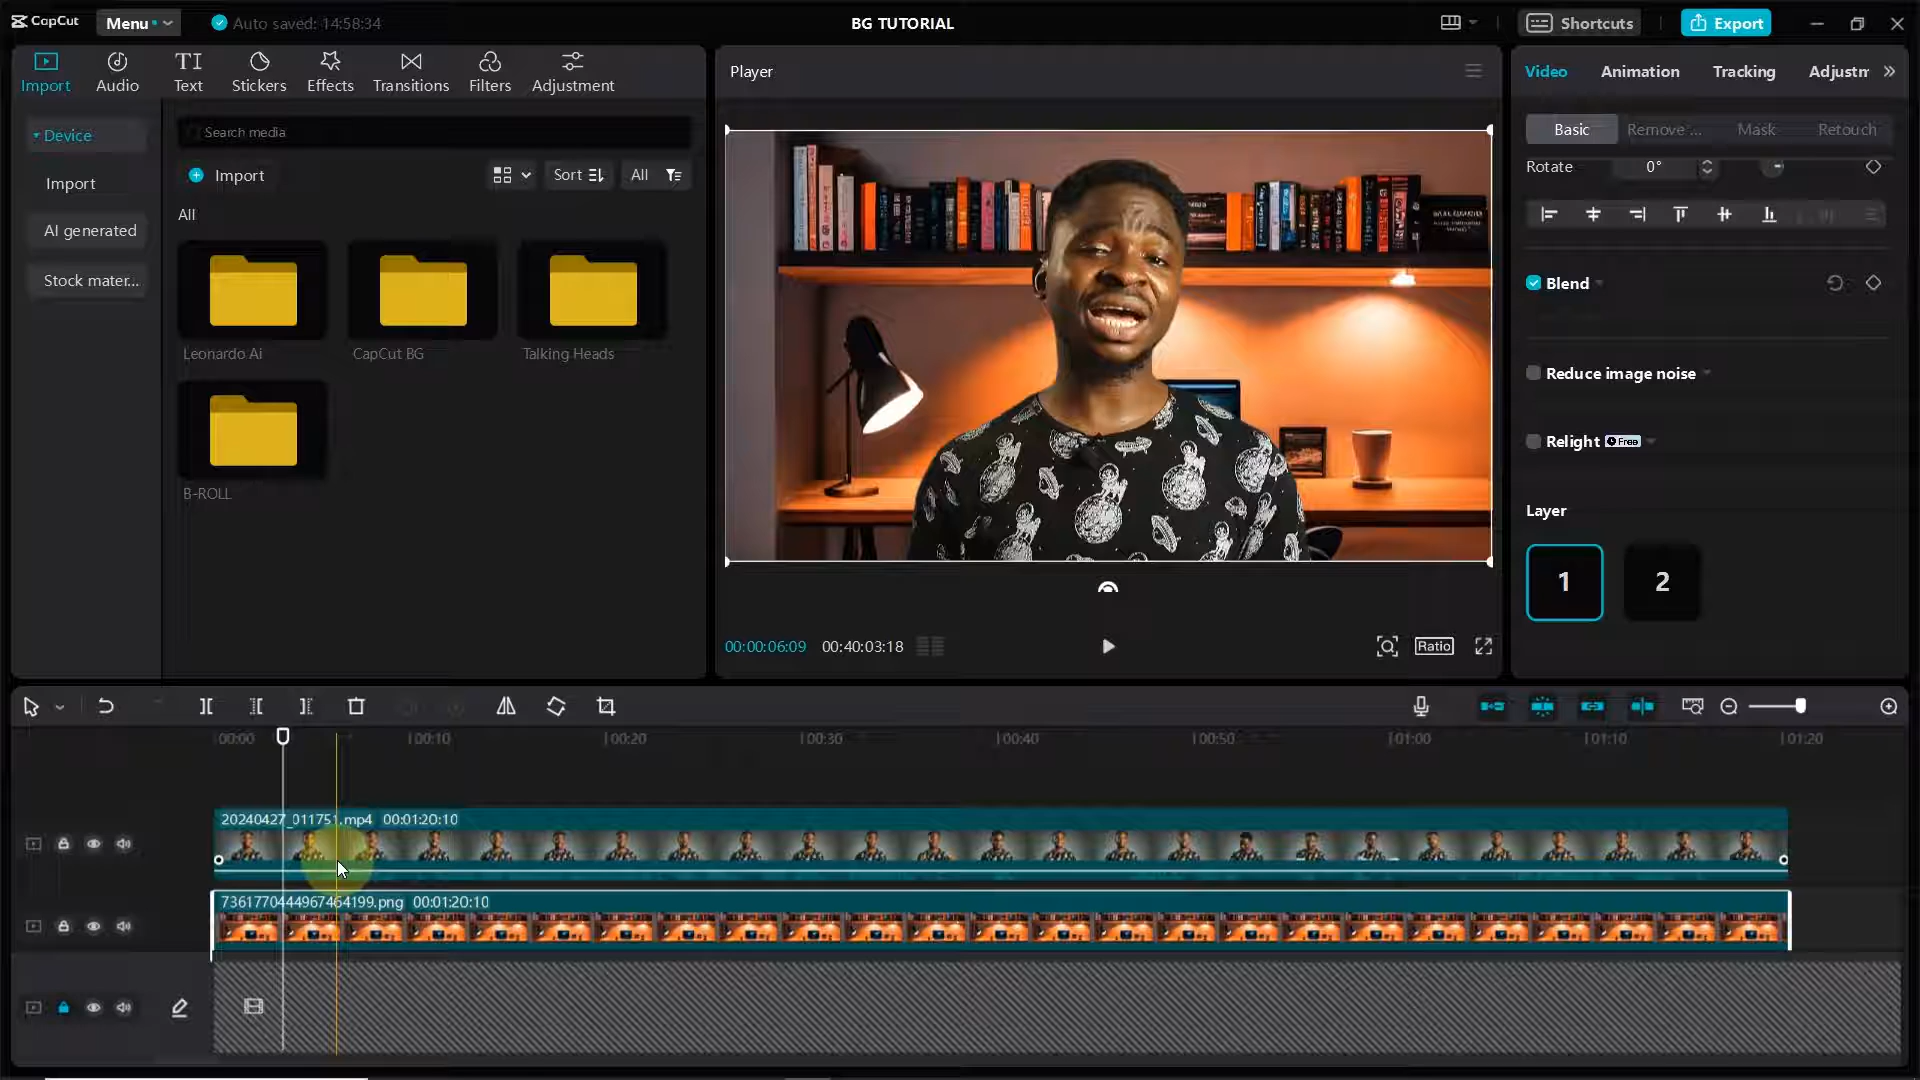 CapCut
Menu
Auto saved: 14:58:34
BG TUTORIAL
Shortcuts
Export
Import
Audio
TI
Text
Stickers
Effects
Transitions
Filters
Adjustment
Device
Import
AI generated
Stock mater...
Search media
Import
Sort
All
All
Leonardo Ai
CapCut BG
Talking Heads
B-ROLL
Player
00:00:06:09
00:40:03:18
Ratio
Video
Animation
Tracking
Adjustm
Basic
Remove ...
Mask
Retouch
Rotate
0°
Blend
Reduce image noise
Relight
Free
Layer
1
2
00:00
00:10
00:20
00:30
00:40
00:50
01:00
01:10
01:20
20240427_011751.mp4 00:01:20:10
7361770444967464199.png 00:01:20:10